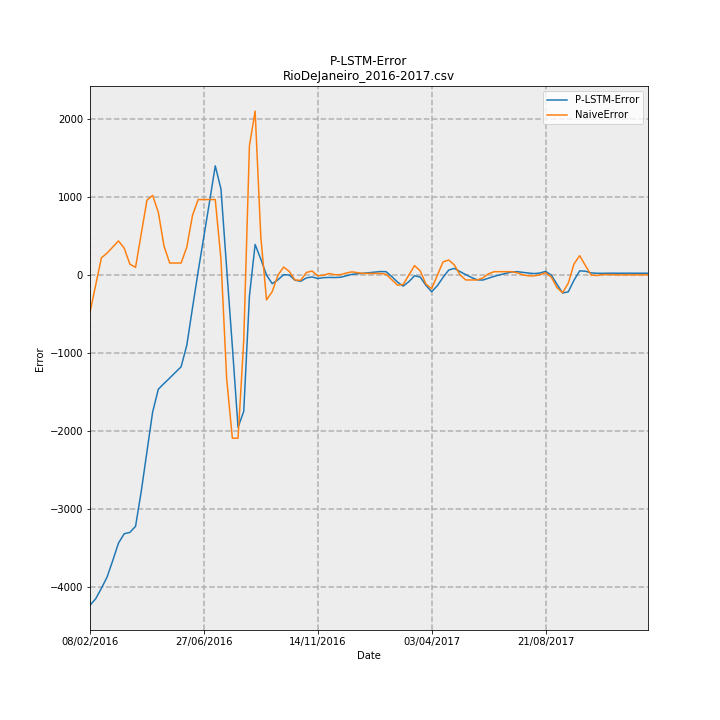 P-LSTM-Error
RioDeJaneiro_2016-2017.csv
P-LSTM-Error
NaiveError
2000
1000
0
−1000
−2000
−3000
−4000
Error
08/02/2016
27/06/2016
14/11/2016
03/04/2017
21/08/2017
Date